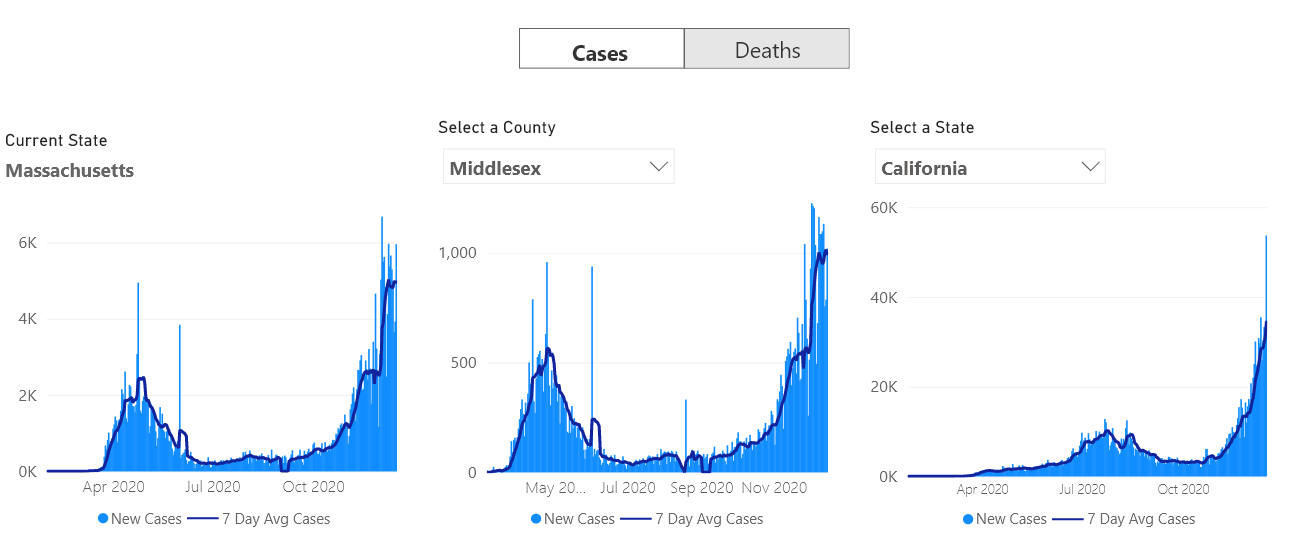 Cases
Deaths
Current State
Massachusetts
6K
4K
2K
0K
Apr 2020
Jul 2020
Oct 2020
New Cases
7 Day Avg Cases
Select a County
Middlesex
1,000
500
0
May 20...
Jul 2020
Sep 2020
Nov 2020
New Cases
7 Day Avg Cases
Select a State
California
60K
40K
20K
0K
Apr 2020
Jul 2020
Oct 2020
New Cases
7 Day Avg Cases